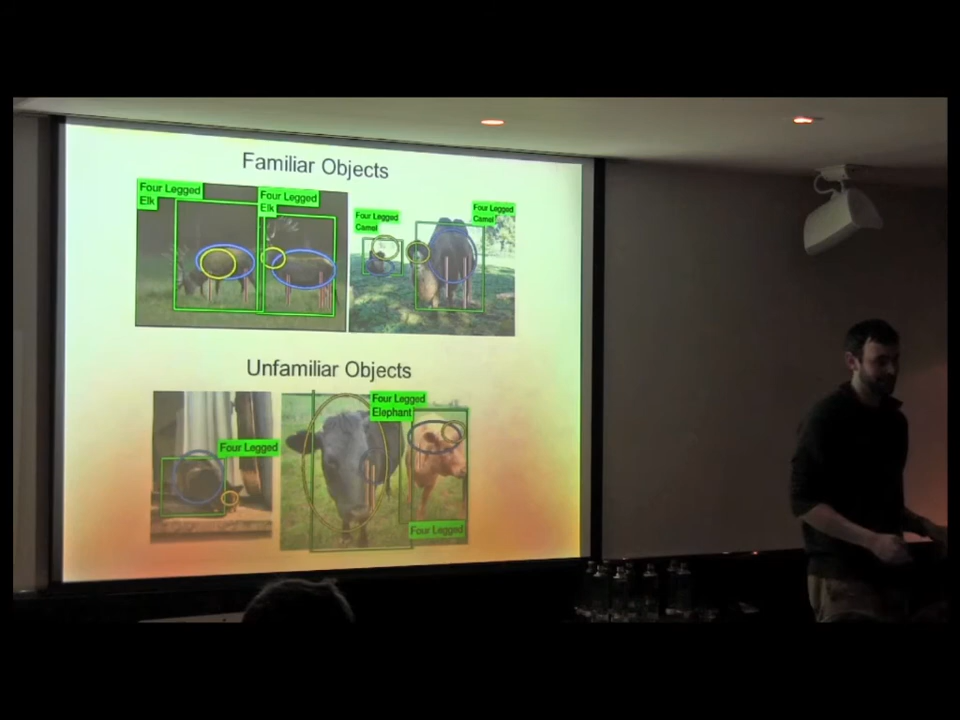 Familiar Objects
Four Legged
Elk
Four Legged
Elk
Four Legged
Camel
Four Legged
Camel
Unfamiliar Objects
Four Legged
Four Legged
Elephant
Four Legged